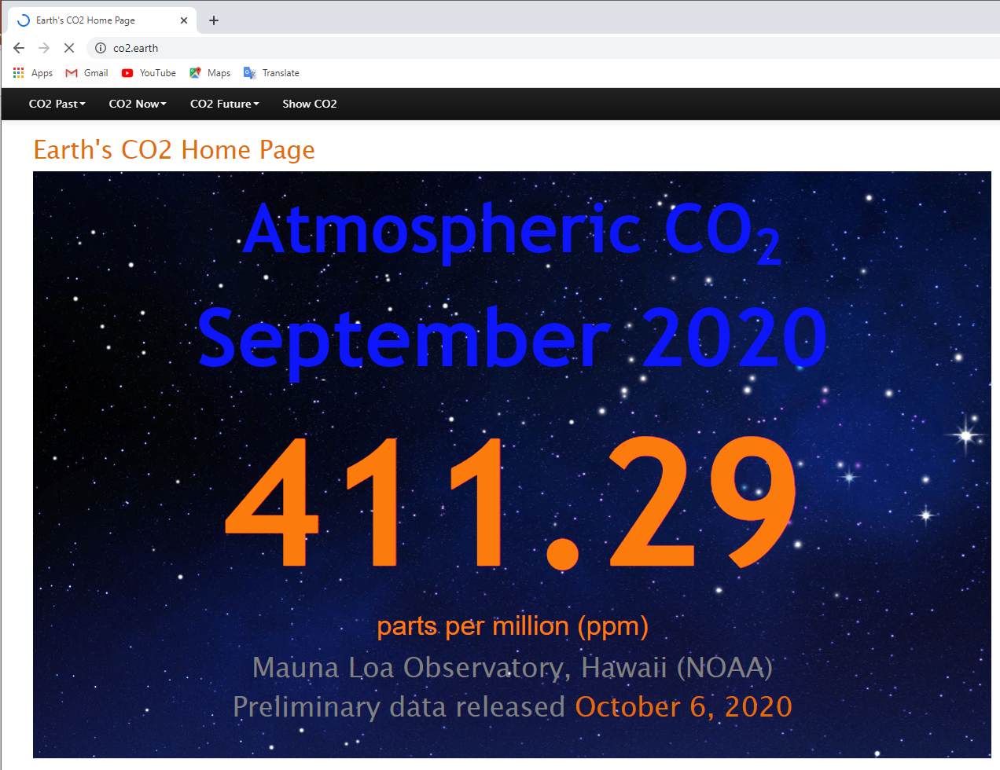 Earth's CO2 Home Page
co2.earth
Apps Gmail YouTube Maps Translate
CO2 Past CO2 Now CO2 Future Show CO2
Earth's CO2 Home Page
Atmospheric CO₂
September 2020
411.29
parts per million (ppm)
Mauna Loa Observatory, Hawaii (NOAA)
Preliminary data released October 6, 2020